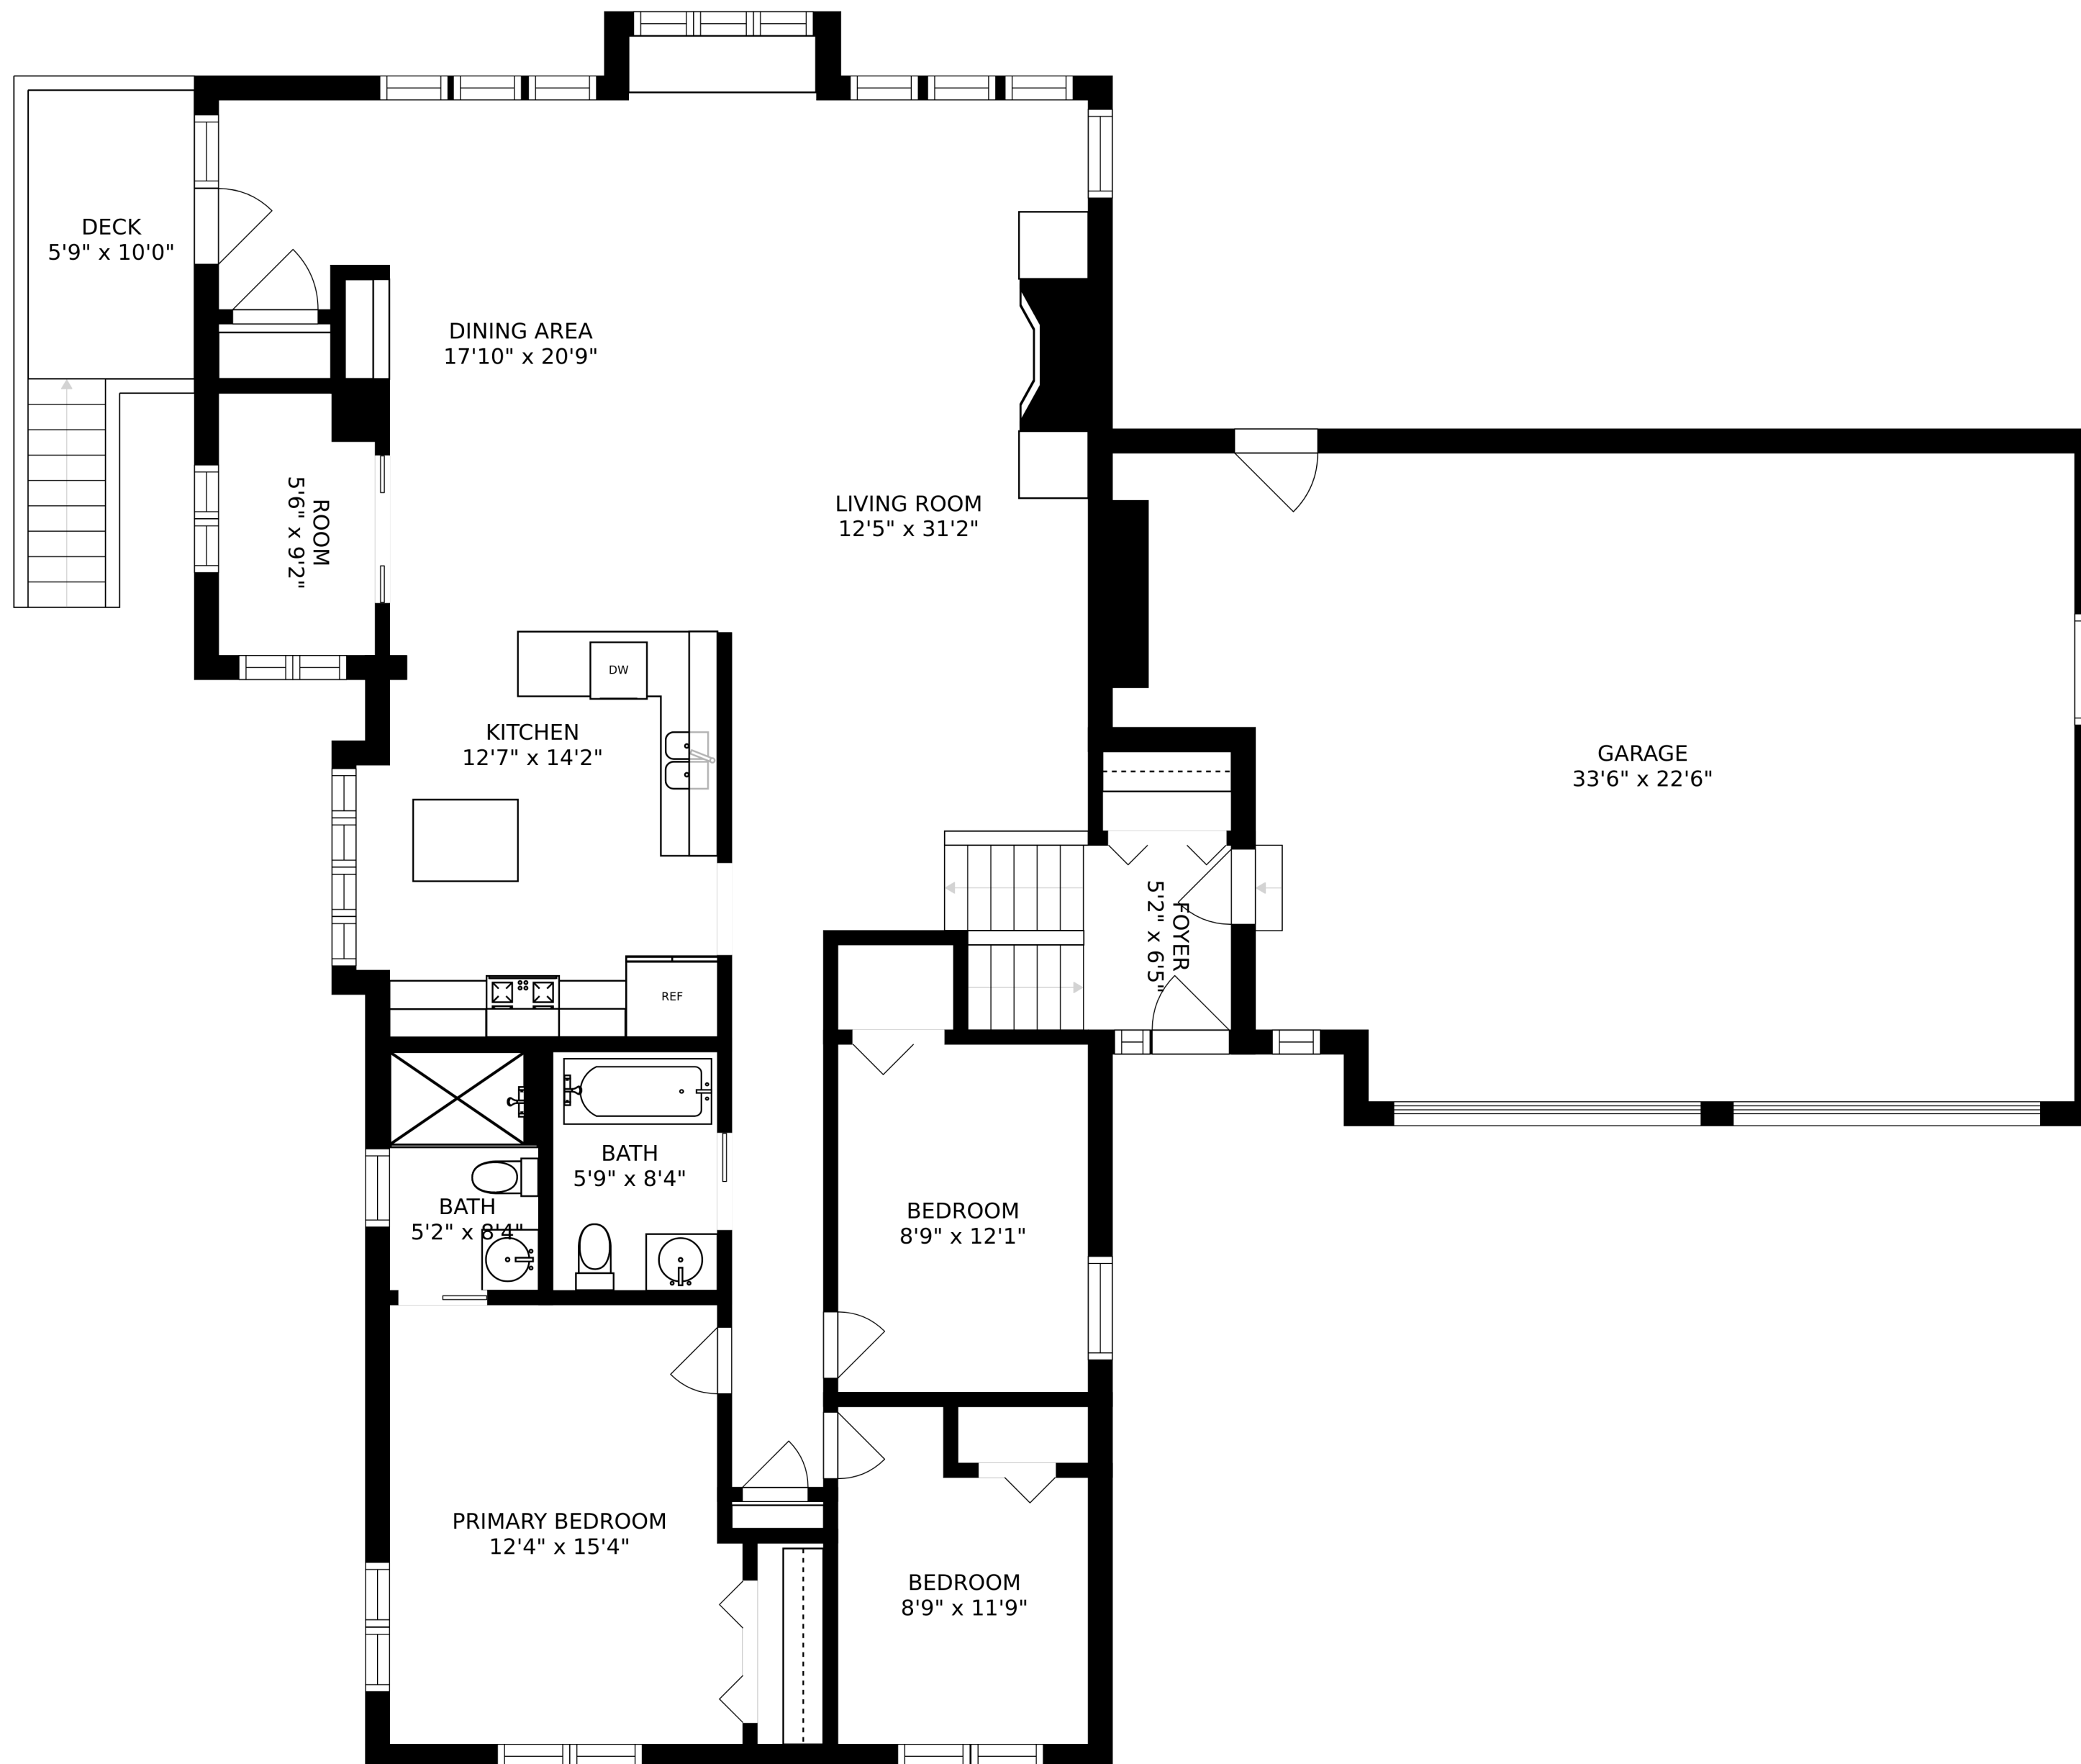 DECK
5'9" x 10'0"
DINING AREA
17'10" x 20'9"
ROOM
5'6" x 9'2"
LIVING ROOM
12'5" x 31'2"
DW
KITCHEN
12'7" x 14'2"
GARAGE
33'6" x 22'6"
FOYER
5'2" x 6'5"
REF
BATH
5'9" x 8'4"
BATH
5'2" x 8'4"
BEDROOM
8'9" x 12'1"
PRIMARY BEDROOM
12'4" x 15'4"
BEDROOM
8'9" x 11'9"